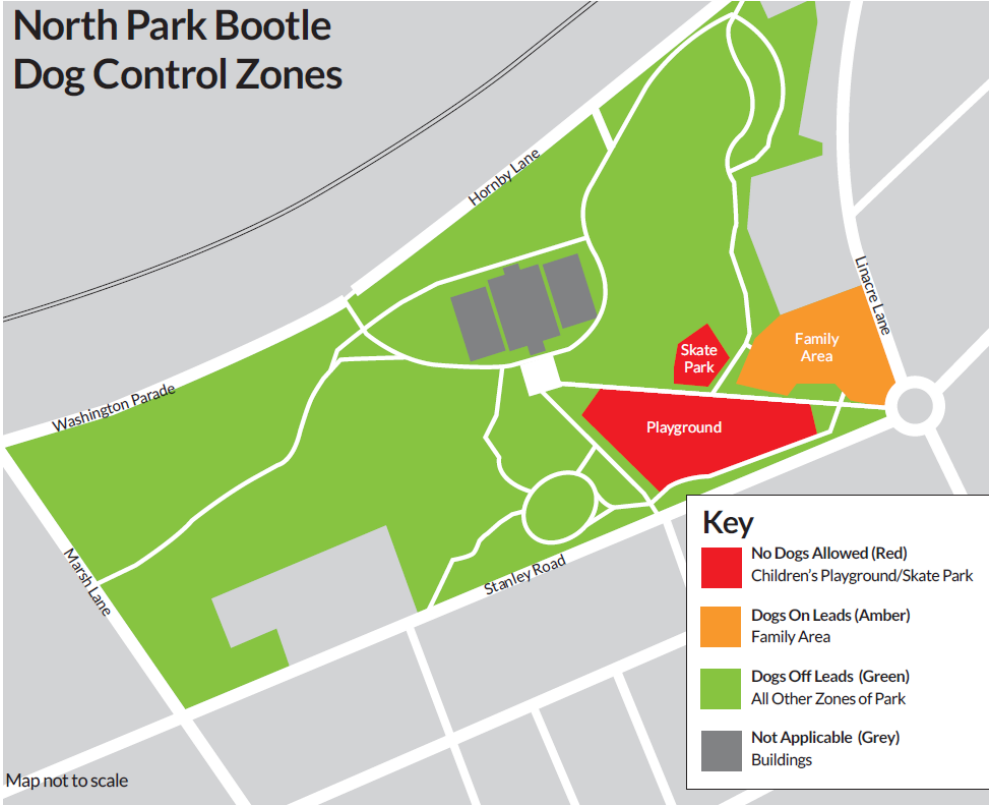 North Park Bootle
Dog Control Zones
Hornby Lane
Linacre Lane
Skate
Park
Family
Area
Washington Parade
Playground
Marsh Lane
Stanley Road
Key
No Dogs Allowed (Red)
Children's Playground/Skate Park
Dogs On Leads (Amber)
Family Area
Dogs Off Leads (Green)
All Other Zones of Park
Not Applicable (Grey)
Buildings
Map not to scale